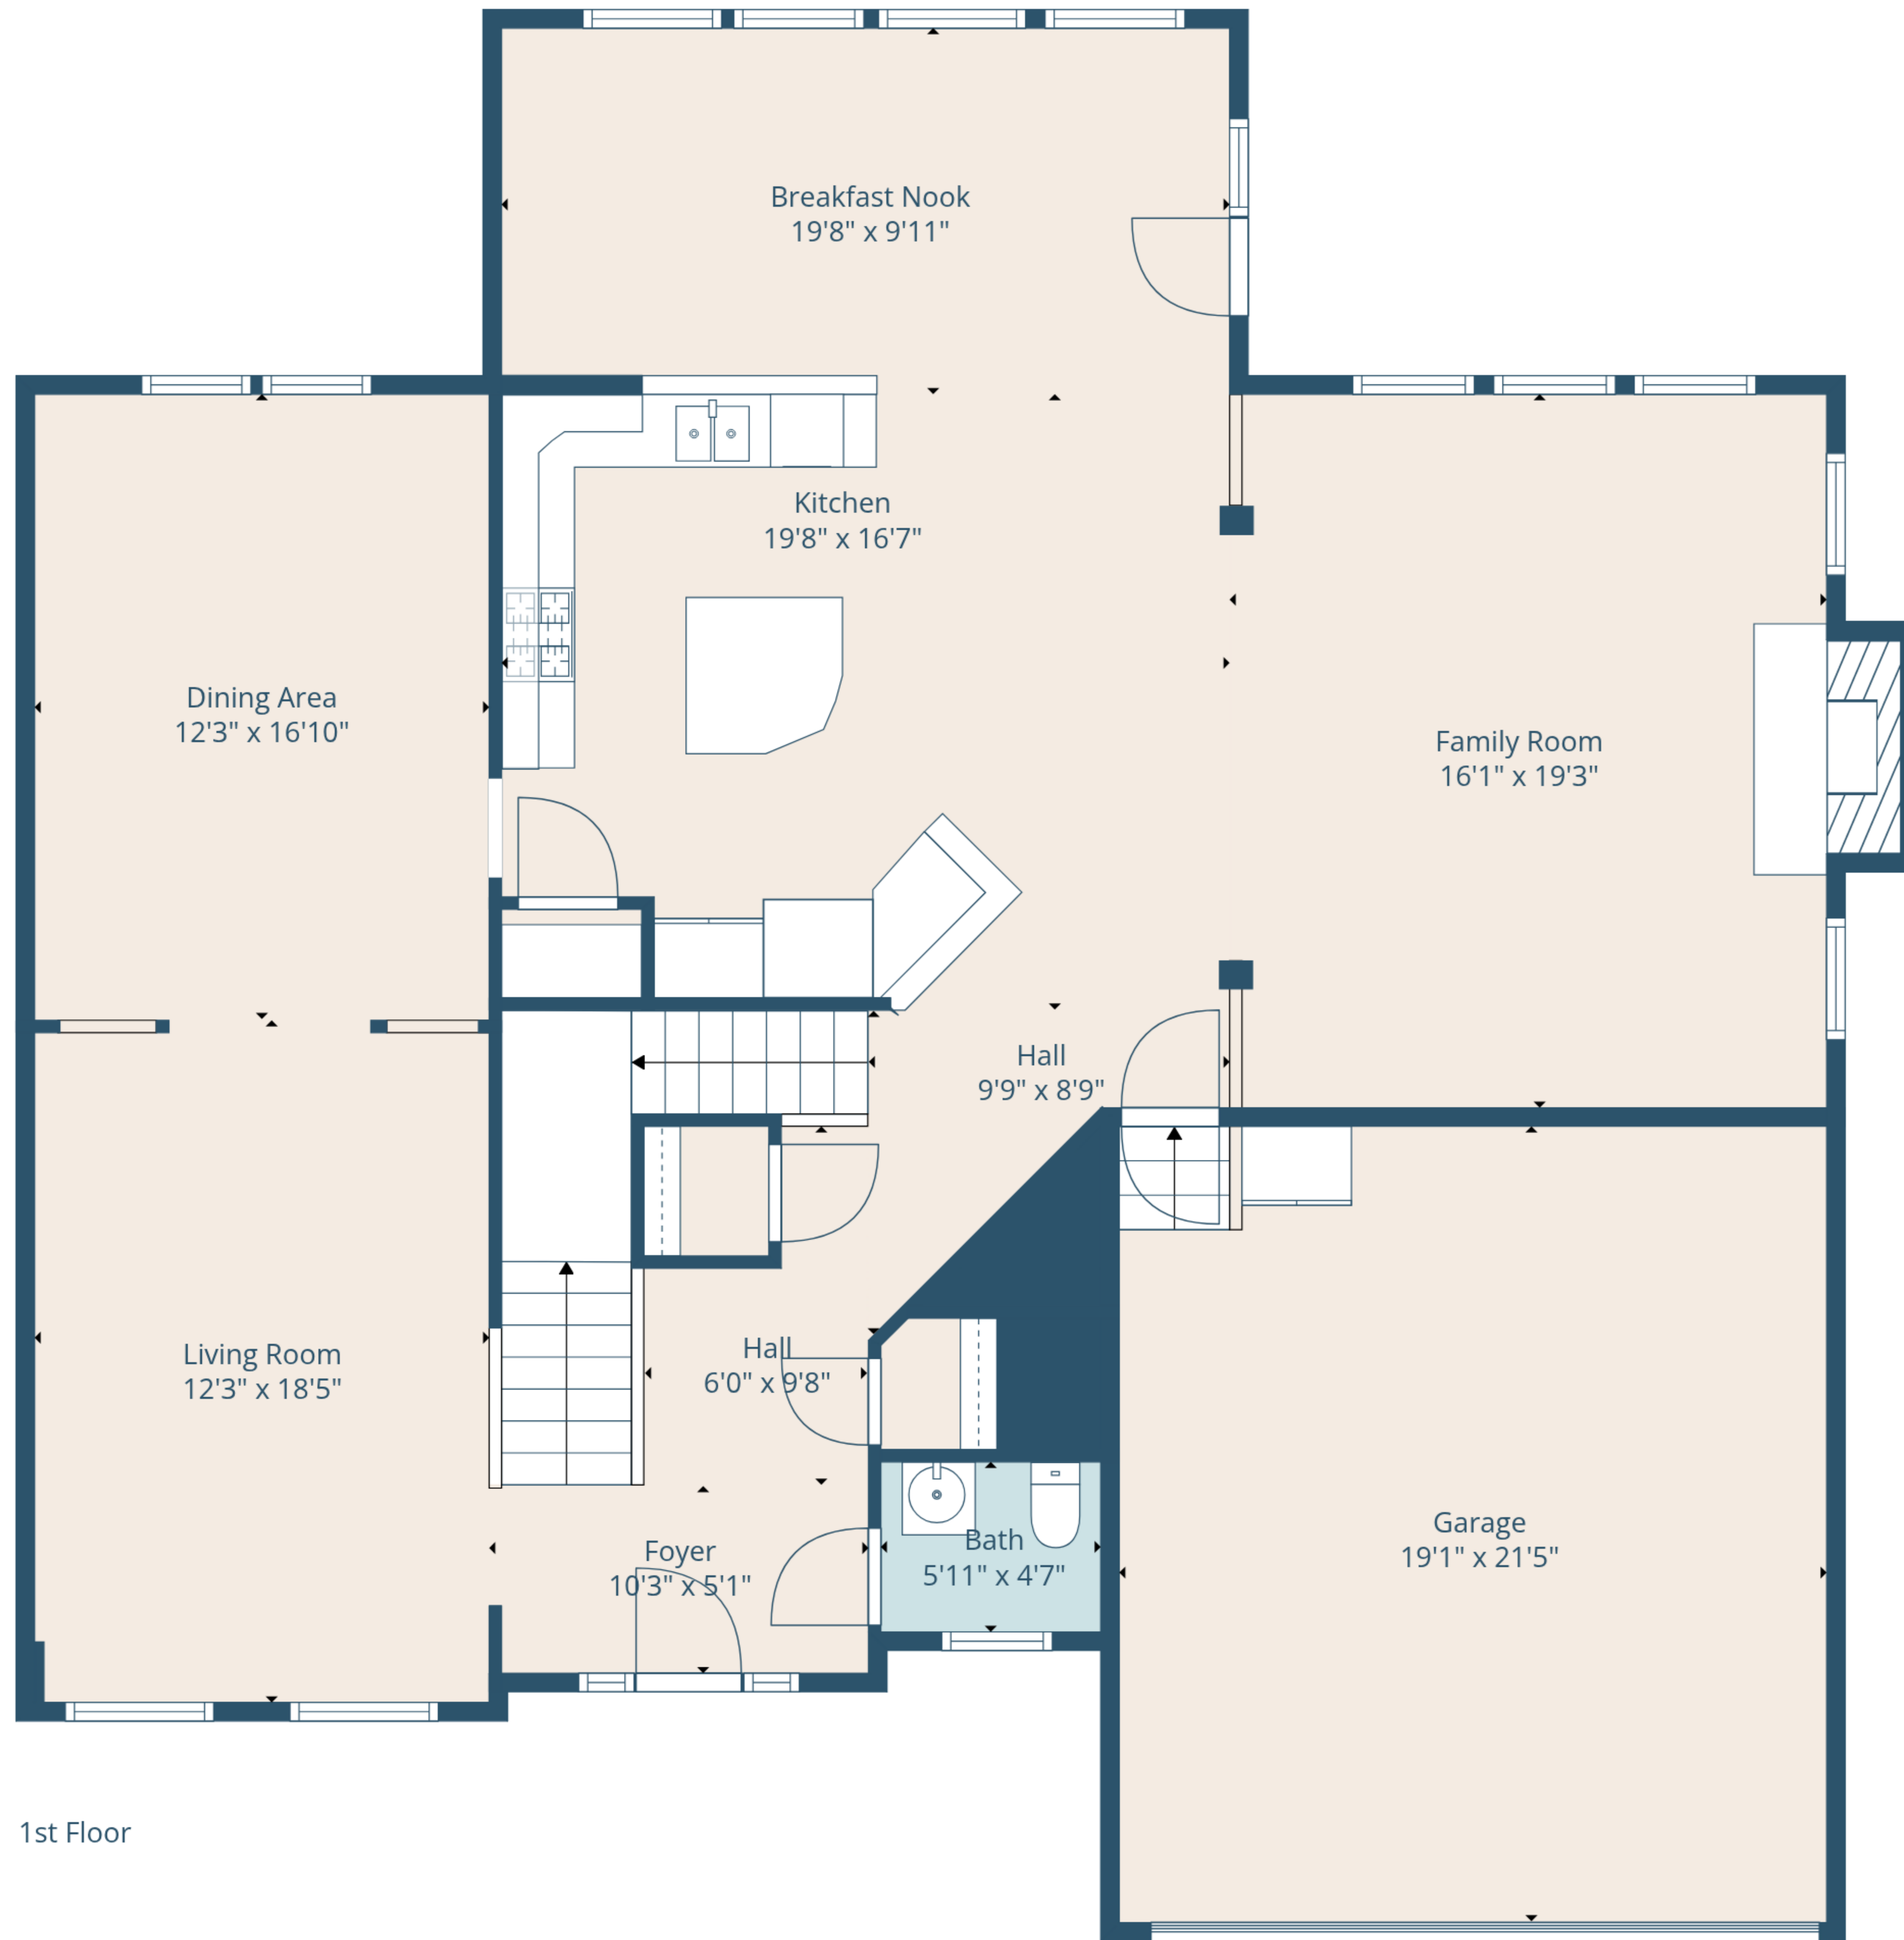 Breakfast Nook
19'8" x 9'11"
Kitchen
19'8" x 16'7"
Dining Area
12'3" x 16'10"
Family Room
16'1" x 19'3"
Hall
9'9" x 8'9"
Living Room
12'3" x 18'5"
Hall
6'0" x 9'8"
Foyer
10'3" x 5'1"
Bath
5'11" x 4'7"
Garage
19'1" x 21'5"
1st Floor